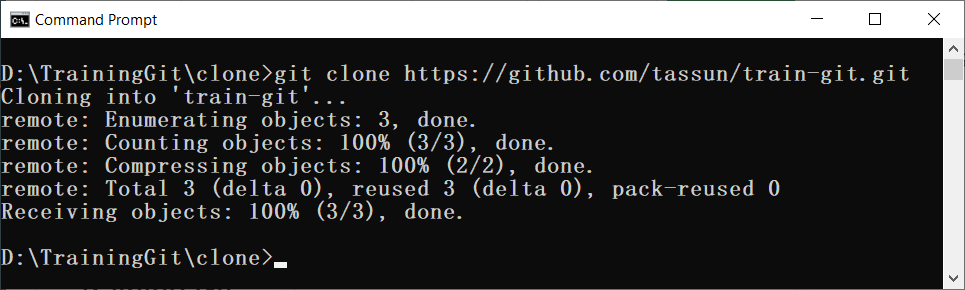 Command Prompt
D:\TrainingGit\clone>git clone https://github.com/tassun/train-git.git
Cloning into 'train-git'...
remote: Enumerating objects: 3, done.
remote: Counting objects: 100% (3/3), done.
remote: Compressing objects: 100% (2/2), done.
remote: Total 3 (delta 0), reused 3 (delta 0), pack-reused 0
Receiving objects: 100% (3/3), done.
D:\TrainingGit\clone>